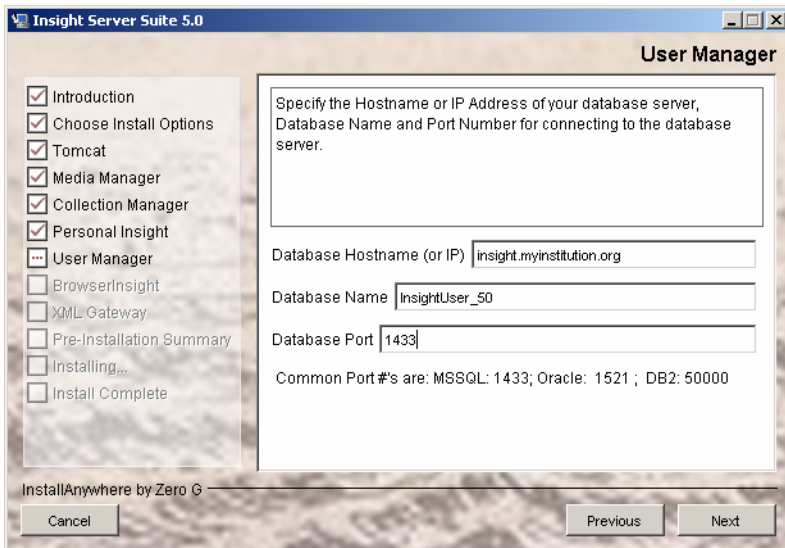 Insight Server Suite 5.0
User Manager
Introduction
Choose Install Options
Tomcat
Media Manager
Collection Manager
Personal Insight
User Manager
BrowserInsight
XML Gateway
Pre-Installation Summary
Installing...
Install Complete
Specify the Hostname or IP Address of your database server,
Database Name and Port Number for connecting to the database
server.
Database Hostname (or IP) insight.myinstitution.org
Database Name InsightUser_50
Database Port 1433
Common Port #'s are: MSSQL: 1433; Oracle: 1521 ; DB2: 50000
InstallAnywhere by Zero G
Cancel
Previous
Next